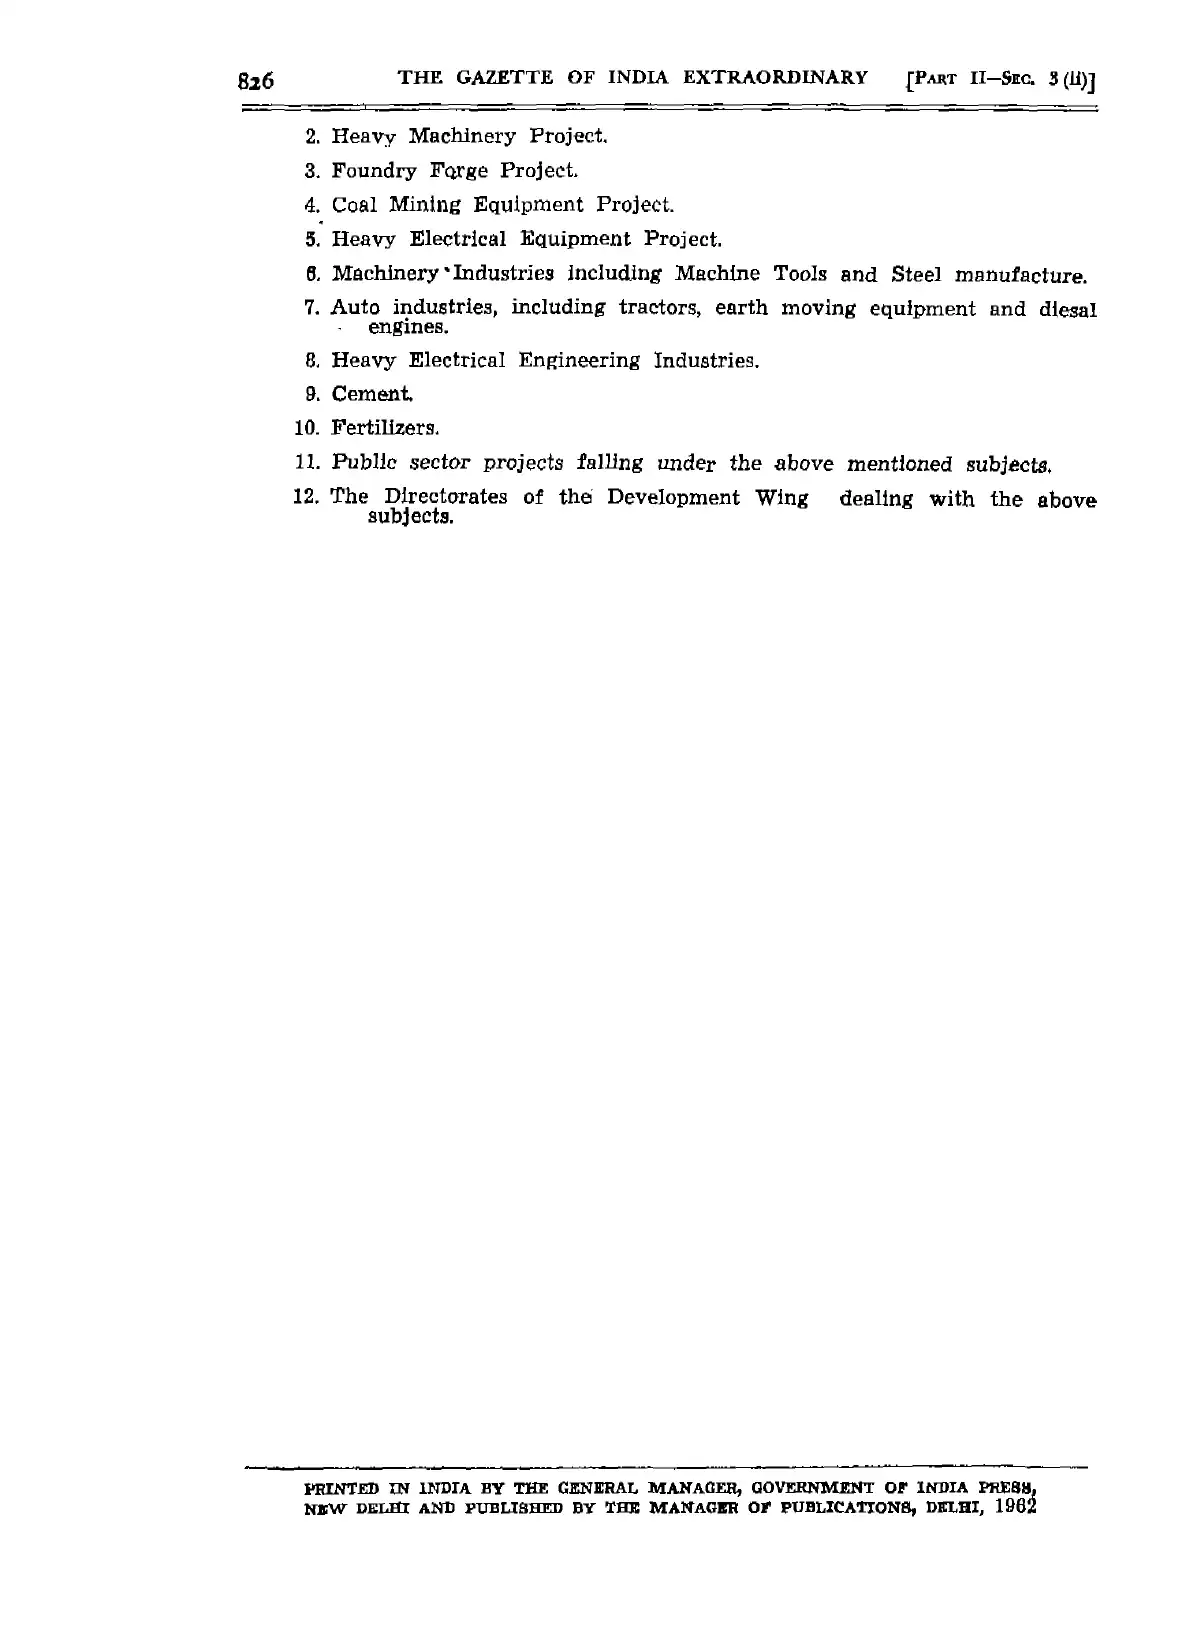 826 THE GAZETTE OF INDIA EXTRAORDINARY [PART II—SEC. 3 (ii)]
2. Heavy Machinery Project.
3. Foundry Forge Project.
4. Coal Mining Equipment Project.
5. Heavy Electrical Equipment Project.
6. Machinery Industries including Machine Tools and Steel manufacture.
7. Auto industries, including tractors, earth moving equipment and diesal
engines.
8. Heavy Electrical Engineering Industries.
9. Cement.
10. Fertilizers.
11. Public sector projects falling under the above mentioned subjects.
12. The Directorates of the Development Wing dealing with the above
subjects.
PRINTED IN INDIA BY THE GENERAL MANAGER, GOVERNMENT OF INDIA PRESS,
NEW DELHI AND PUBLISHED BY THE MANAGER OF PUBLICATIONS, DELHI, 1962